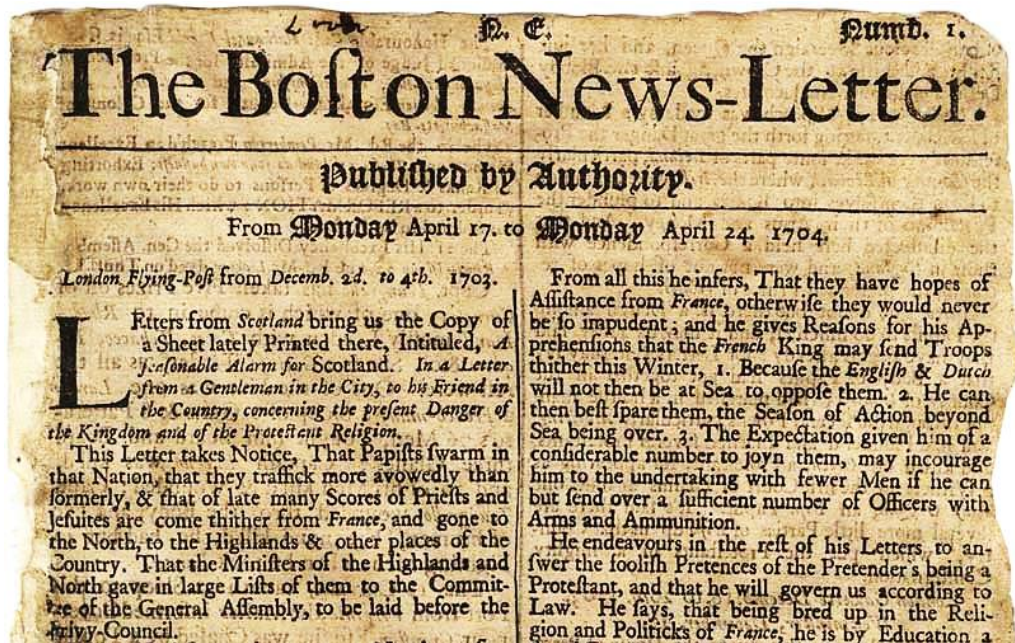 N. E.
Numb. 1.
The Boſton News-Letter.
Publiſhed by Authority.
From Monday April 17. to Monday April 24. 1704.
London Flying-Poſt from Decemb. 2d. to 4th. 1703.
LEtters from Scotland bring us the Copy of
a Sheet lately Printed there, Intituled, A
ſeaſonable Alarm for Scotland. In a Letter
from a Gentleman in the City, to his Friend in
the Country, concerning the preſent Danger of
the Kingdom and of the Proteſtant Religion.
This Letter takes Notice, That Papiſts ſwarm in
that Nation, that they traffick more avowedly than
formerly, & that of late many Scores of Prieſts and
Jeſuites are come thither from France, and gone to
the North, to the Highlands & other places of the
Country. That the Miniſters of the Highlands and
North gave in large Liſts of them to the Commit-
tee of the General Aſſembly, to be laid before the
Privy-Council.
From all this he infers, That they have hopes of
Aſſiſtance from France, otherwiſe they would never
be ſo impudent; and he gives Reaſons for his Ap-
prehenſions that the French King may ſend Troops
thither this Winter, 1. Becauſe the Engliſh & Dutch
will not then be at Sea to oppoſe them. 2. He can
then beſt ſpare them, the Seaſon of Action beyond
Sea being over. 3. The Expectation given him of a
conſiderable number to joyn them, may incourage
him to the undertaking with fewer Men if he can
but ſend over a ſufficient number of Officers with
Arms and Ammunition.
He endeavours in the reſt of his Letters to an-
ſwer the fooliſh Pretences of the Pretender's being a
Proteſtant, and that he will govern us according to
Law. He ſays, that being bred up in the Reli-
gion and Politicks of France, he is by Education